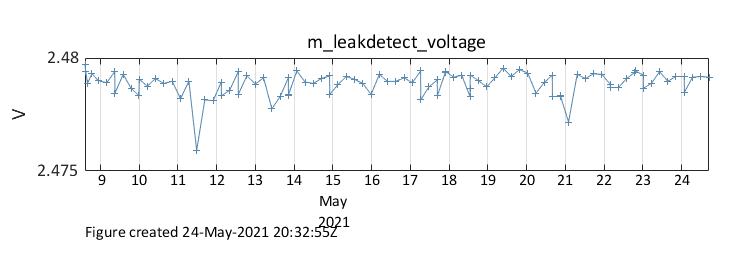 m_leakdetect_voltage
2.48
V
2.475
9 10 11 12 13 14 15 16 17 18 19 20 21 22 23 24
May
2021
Figure created 24-May-2021 20:32:55Z